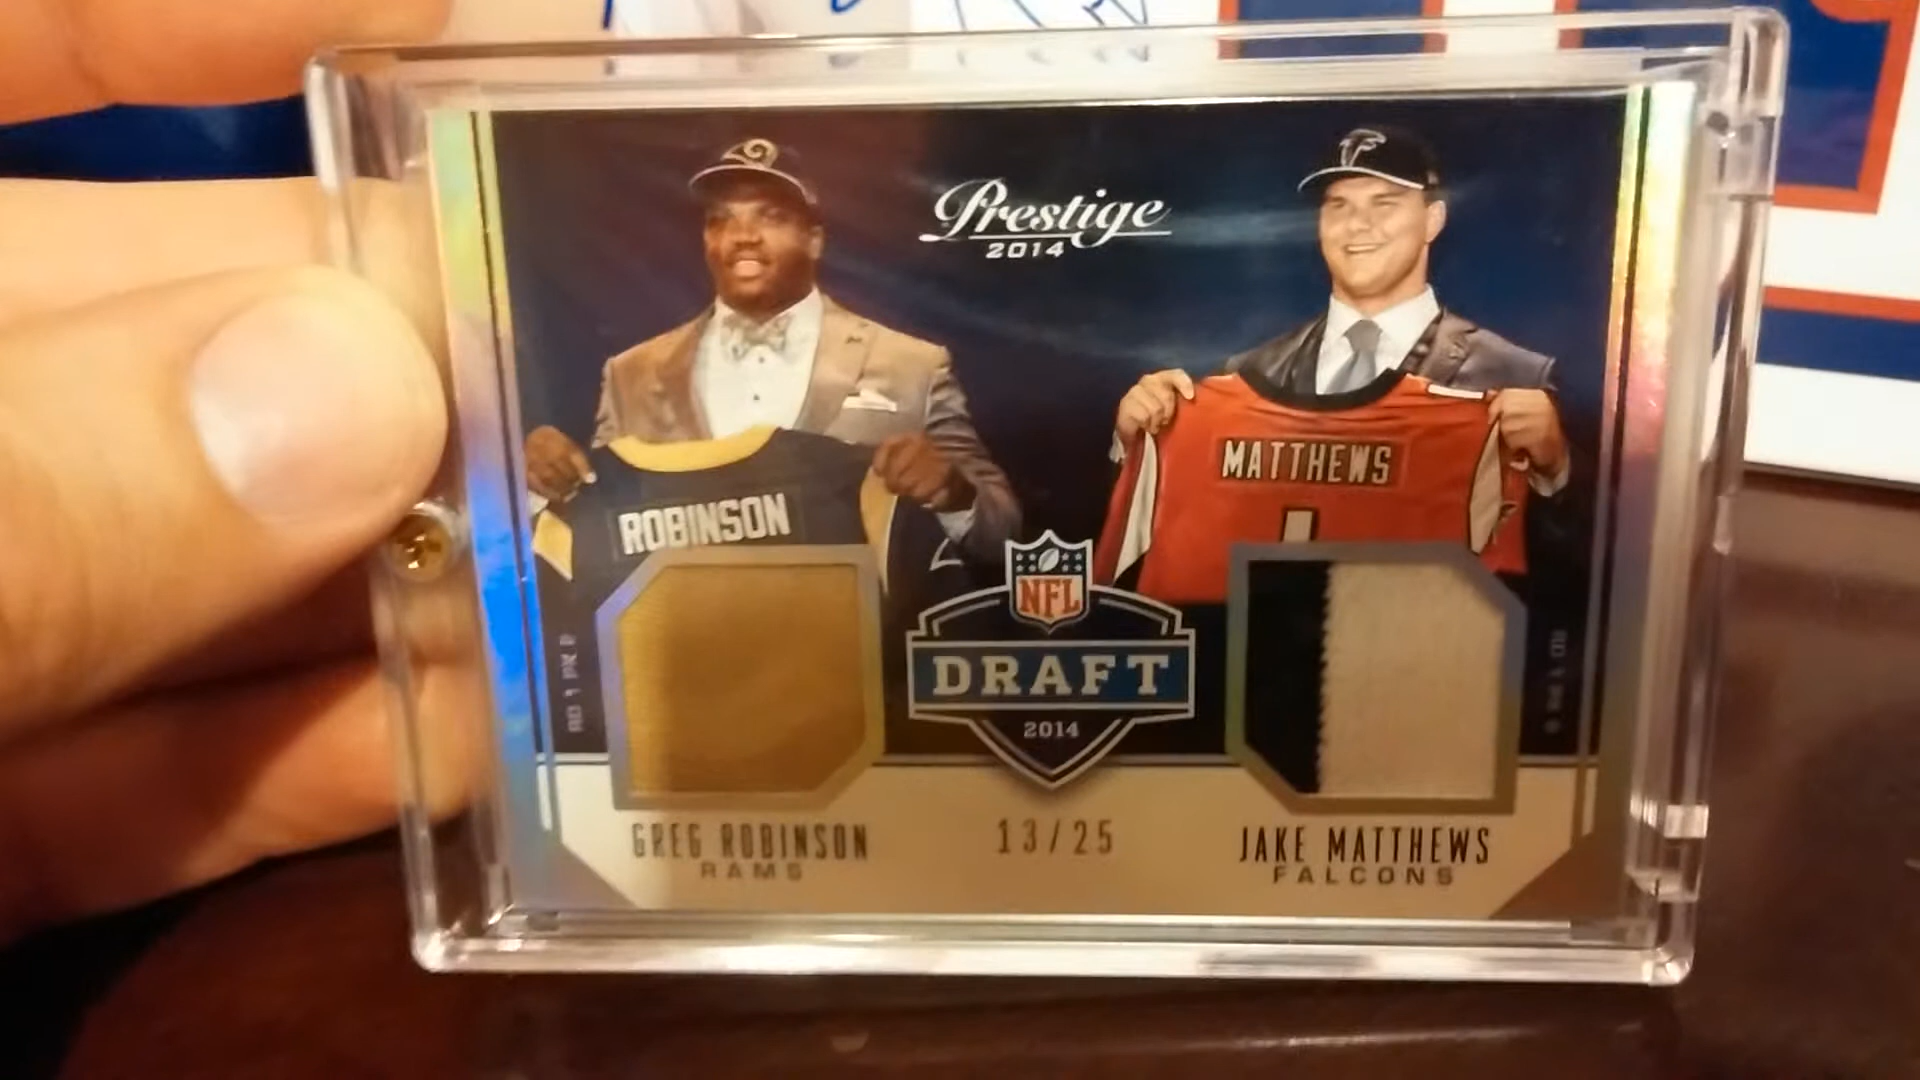 Prestige
2014
ROBINSON
MATTHEWS
NFL
DRAFT
2014
GREG ROBINSON
RAMS
13/25
JAKE MATTHEWS
FALCONS